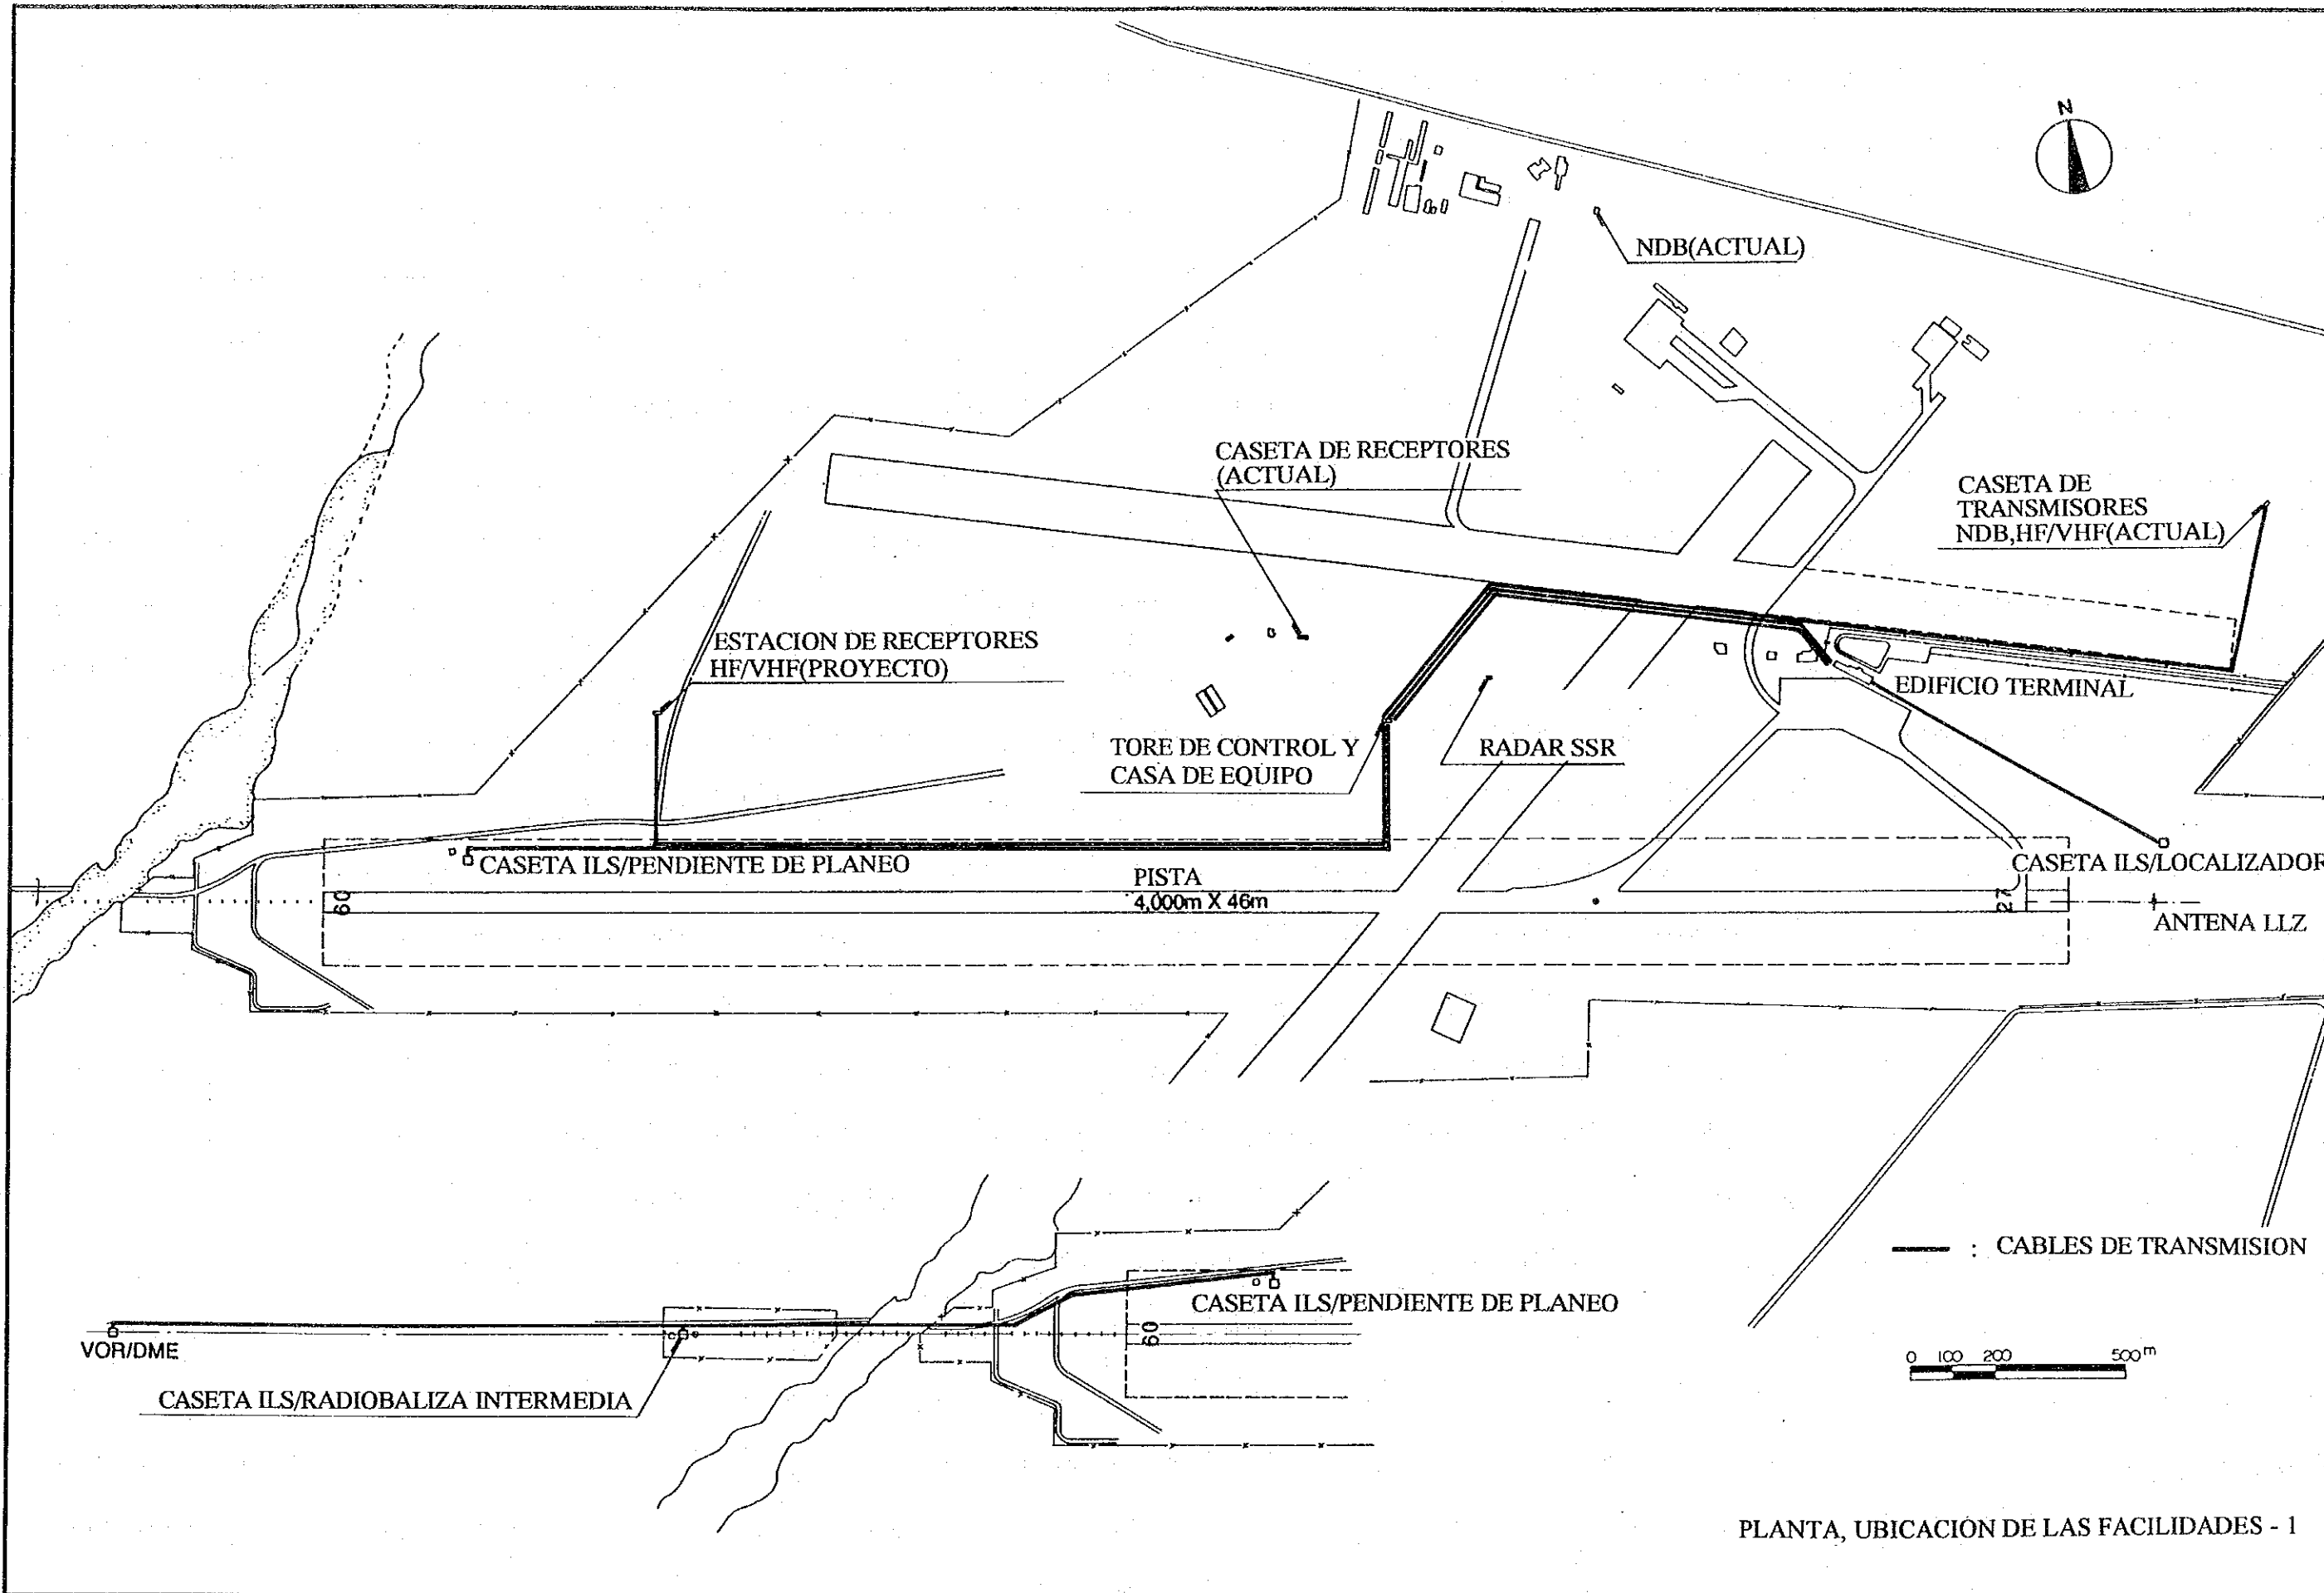 N
NDB(ACTUAL)
CASETA DE RECEPTORES
(ACTUAL)
CASETA DE
TRANSMISORES
NDB,HF/VHF(ACTUAL)
ESTACION DE RECEPTORES
HF/VHF(PROYECTO)
EDIFICIO TERMINAL
TORE DE CONTROL Y
CASA DE EQUIPO
RADAR SSR
CASETA ILS/PENDIENTE DE PLANEO
CASETA ILS/LOCALIZADOR
PISTA
4,000m X 46m
09
27
ANTENA LLZ
: CABLES DE TRANSMISION
CASETA ILS/PENDIENTE DE PLANEO
09
VOR/DME
CASETA ILS/RADIOBALIZA INTERMEDIA
0 100 200 500m
PLANTA, UBICACION DE LAS FACILIDADES - 1